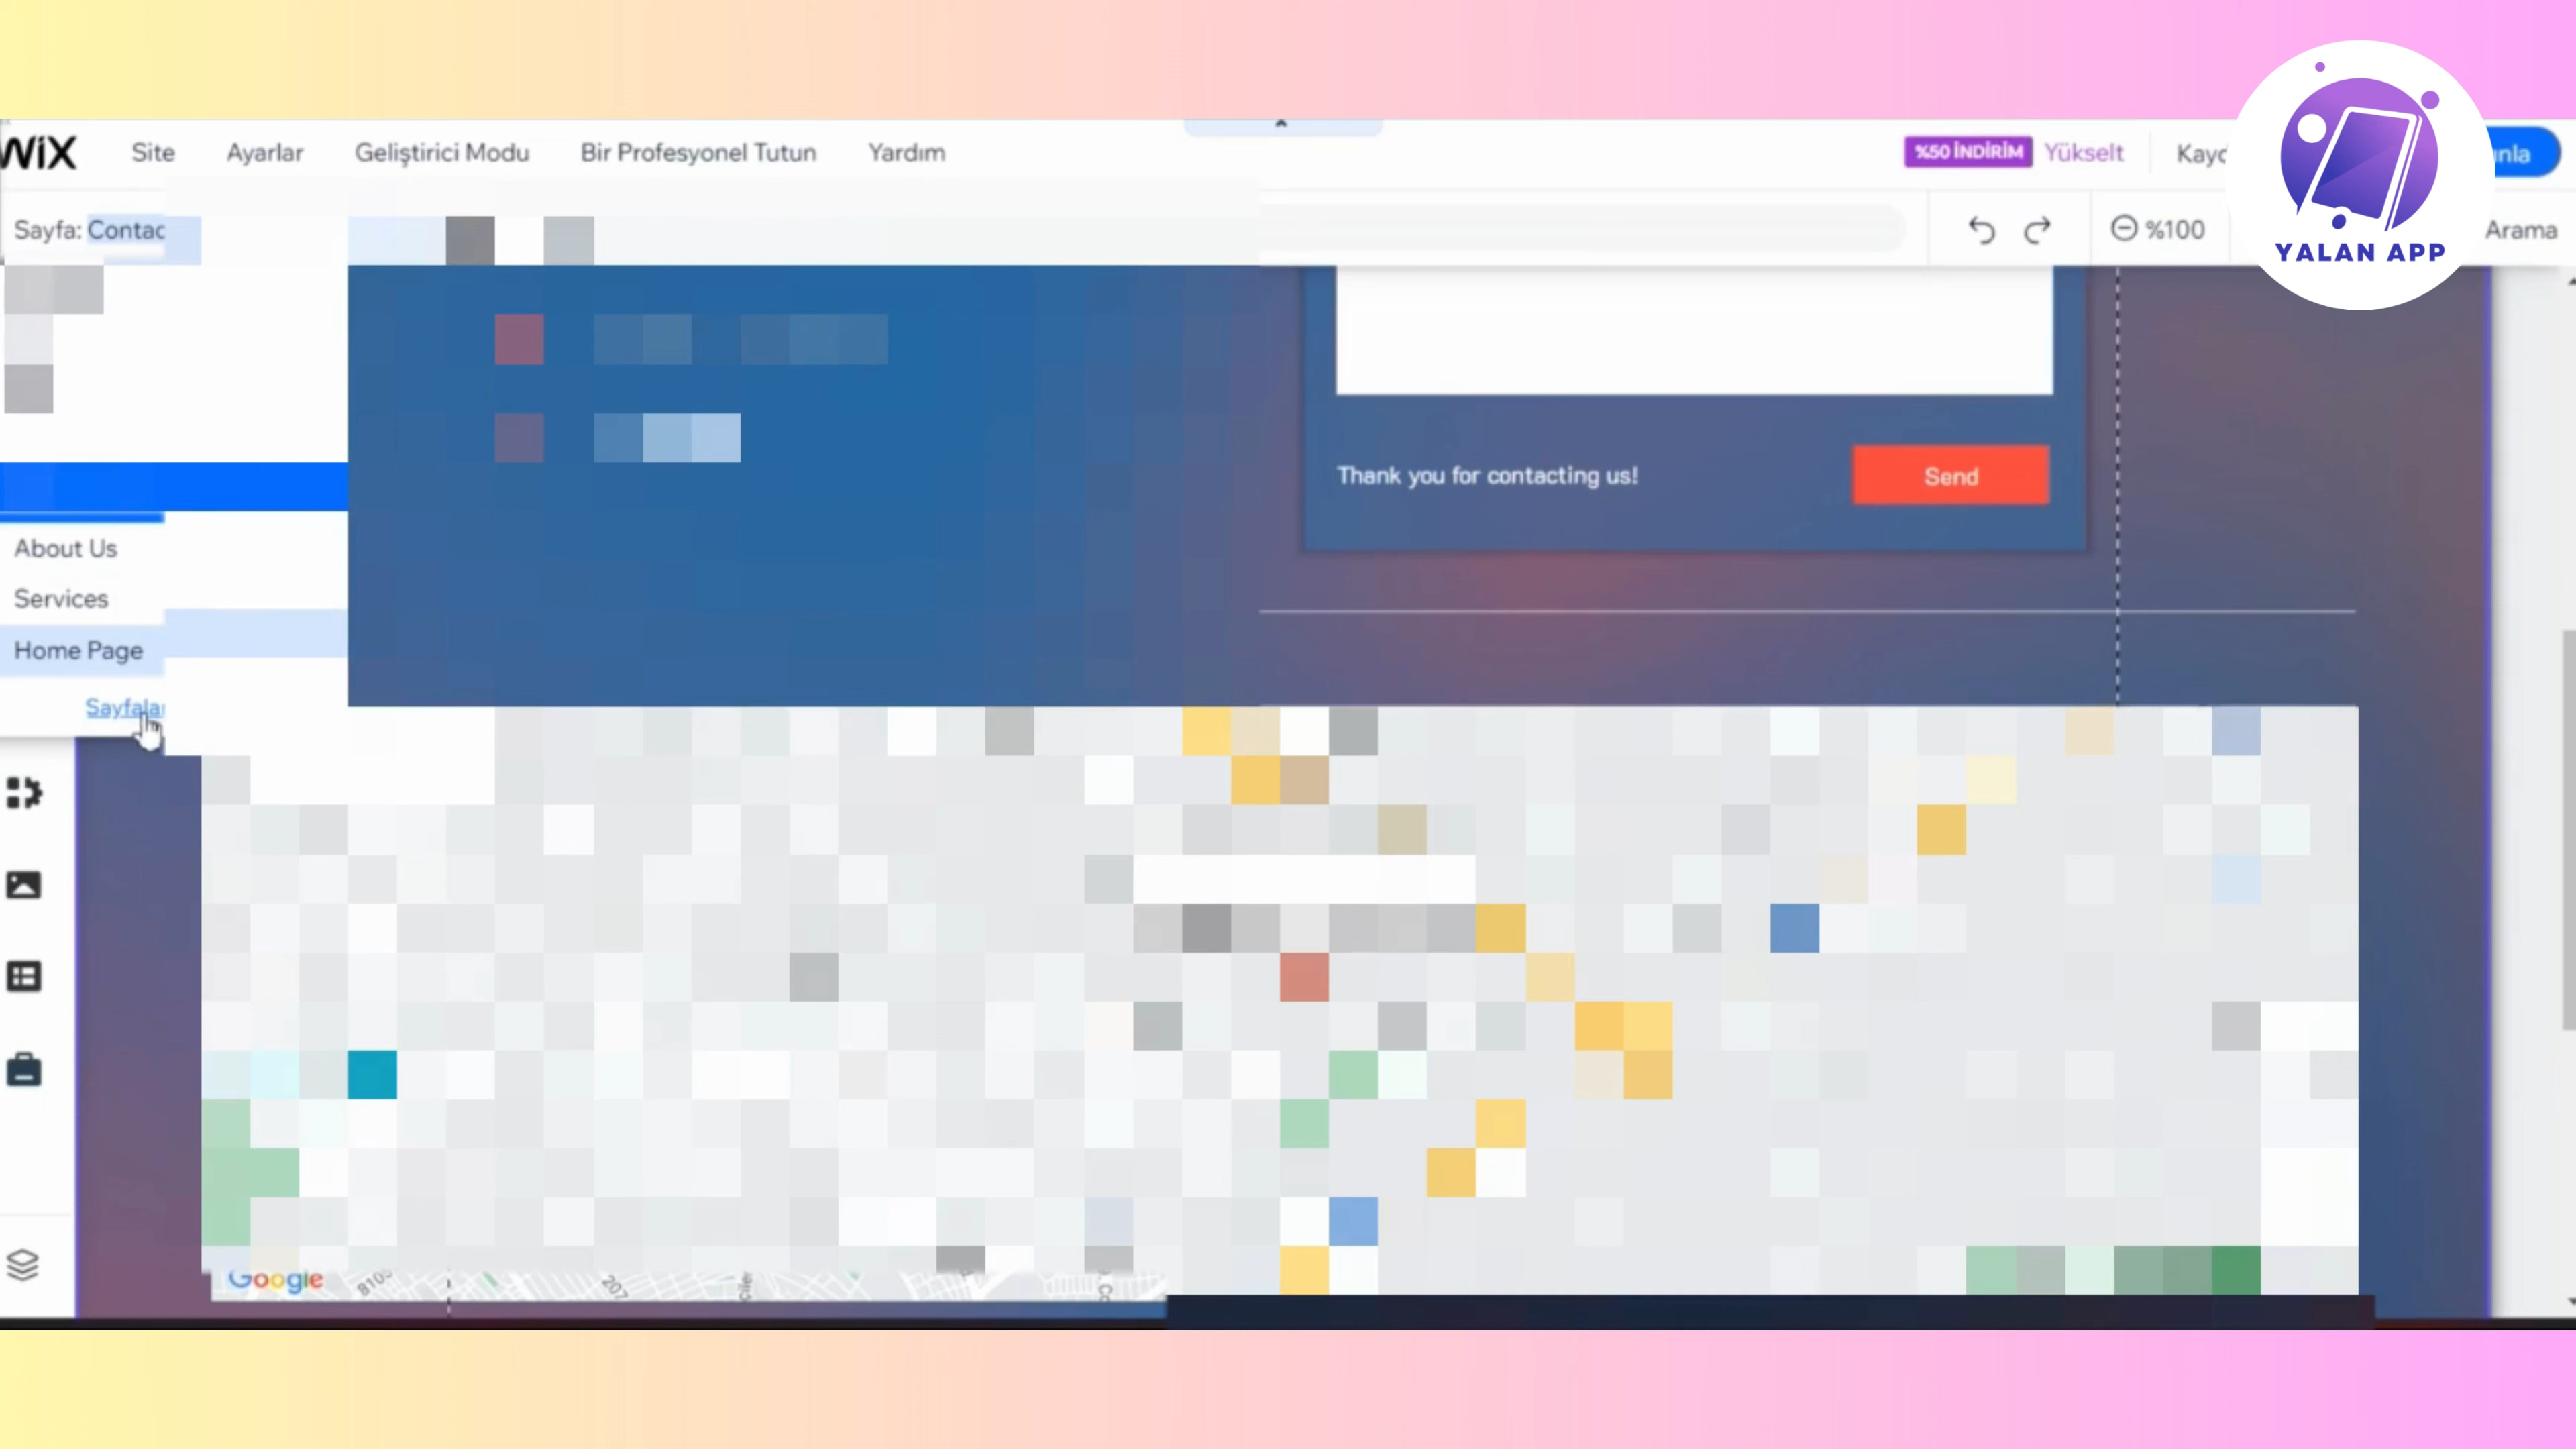 WiX
Site Ayarlar Geliştirici Modu Bir Profesyonel Tutun Yardım
%50 İNDİRİM Yükselt
YALAN APP
Sayfa:
%100
Arama
Thank you for contacting us!
Send
About Us
Services
Home Page
Google
207